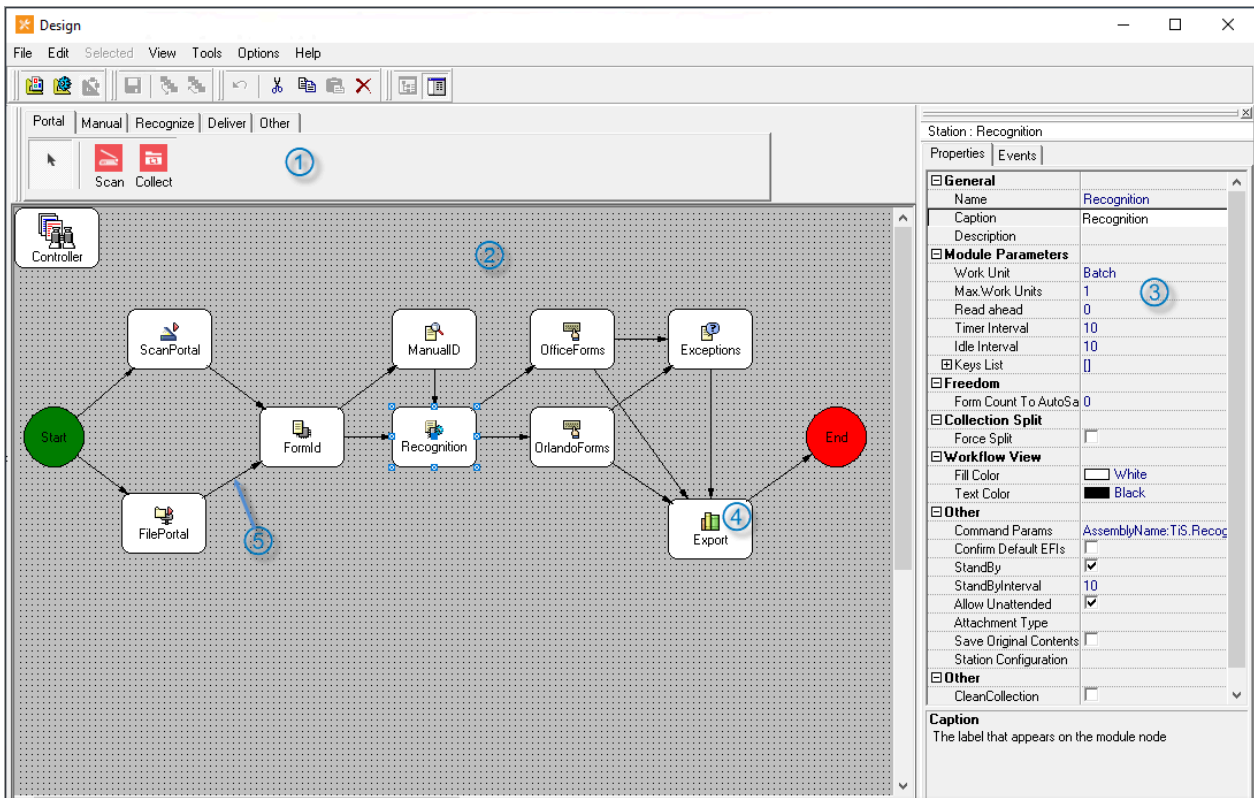 Design
File Edit Selected View Tools Options Help
Portal Manual Recognize Deliver Other
Scan Collect
1
Controller
2
ScanPortal
ManualID
OfficeForms
Exceptions
Start
FormId
Recognition
OrlandoForms
End
FilePortal
5
4
Export
Station : Recognition
Properties Events
General
Name Recognition
Caption Recognition
Description
Module Parameters
Work Unit Batch
Max.Work Units 1
3
Read ahead 0
Timer Interval 10
Idle Interval 10
Keys List []
Freedom
Form Count To AutoSa 0
Collection Split
Force Split
Workflow View
Fill Color White
Text Color Black
Other
Command Params AssemblyName:TiS.Recog
Confirm Default EFIs
StandBy
StandByInterval 10
Allow Unattended
Attachment Type
Save Original Contents
Station Configuration
Other
CleanCollection
Caption
The label that appears on the module node